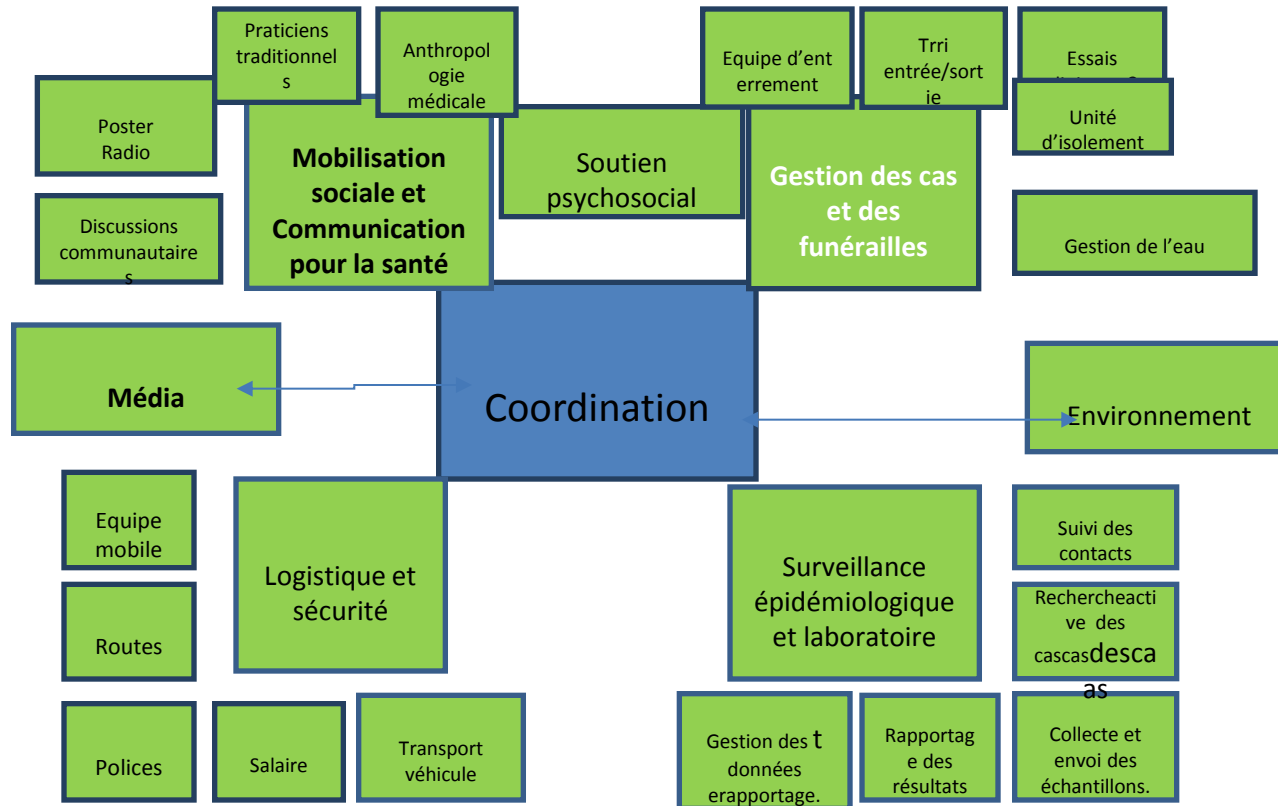 Praticiens
traditionnel
s
Anthropol
ogie
médicale
Equipe d’ent
errement
Trri
entrée/sort
ie
Essais
Unité
d’isolement
Poster
Radio
Mobilisation
sociale et
Communication
pour la santé
Soutien
psychosocial
Gestion des cas
et des
funérailles
Discussions
communautaire
s
Gestion de l’eau
Média
Coordination
Environnement
Equipe
mobile
Logistique et
sécurité
Surveillance
épidémiologique
et laboratoire
Suivi des
contacts
Routes
Rechercheacti
ve des
cascasdesca
as
Polices
Salaire
Transport
véhicule
Gestion des t
données
erapportage.
Rapportag
e des
résultats
Collecte et
envoi des
échantillons.